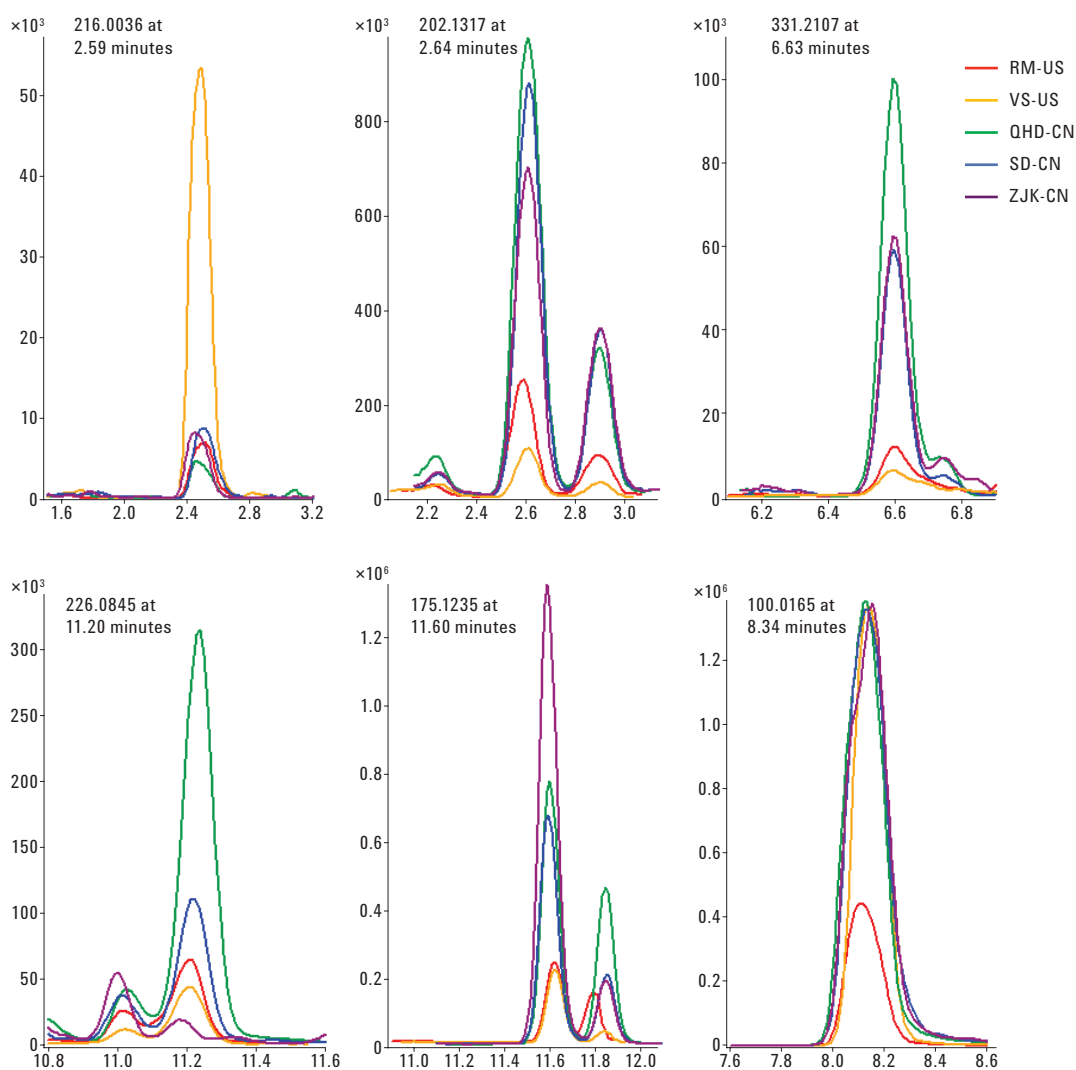 ×10³
216.0036 at
2.59 minutes
50
40
30
20
10
0
1.6 2.0 2.4 2.8 3.2
×10³
202.1317 at
2.64 minutes
800
600
400
200
0
2.2 2.4 2.6 2.8 3.0
×10³
331.2107 at
6.63 minutes
100
80
60
40
20
0
6.2 6.4 6.6 6.8
RM-US
VS-US
QHD-CN
SD-CN
ZJK-CN
×10³
226.0845 at
11.20 minutes
300
250
200
150
100
50
0
10.8 11.0 11.2 11.4 11.6
×10⁶
175.1235 at
11.60 minutes
1.2
1.0
0.8
0.6
0.4
0.2
0
11.0 11.2 11.4 11.6 11.8 12.0
×10⁶
100.0165 at
8.34 minutes
1.2
1.0
0.8
0.6
0.4
0.2
0
7.6 7.8 8.0 8.2 8.4 8.6